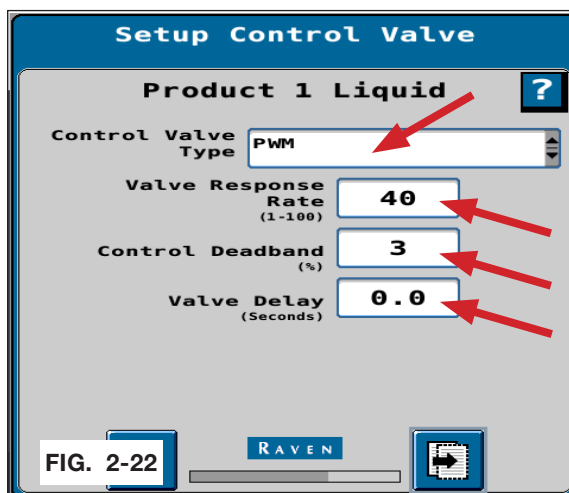 Setup Control Valve
Product 1 Liquid
?
Control Valve
Type
PWM
Valve Response
Rate
(1-100)
40
Control Deadband
(%)
3
Valve Delay
(Seconds)
0.0
FIG. 2-22
RAVEN